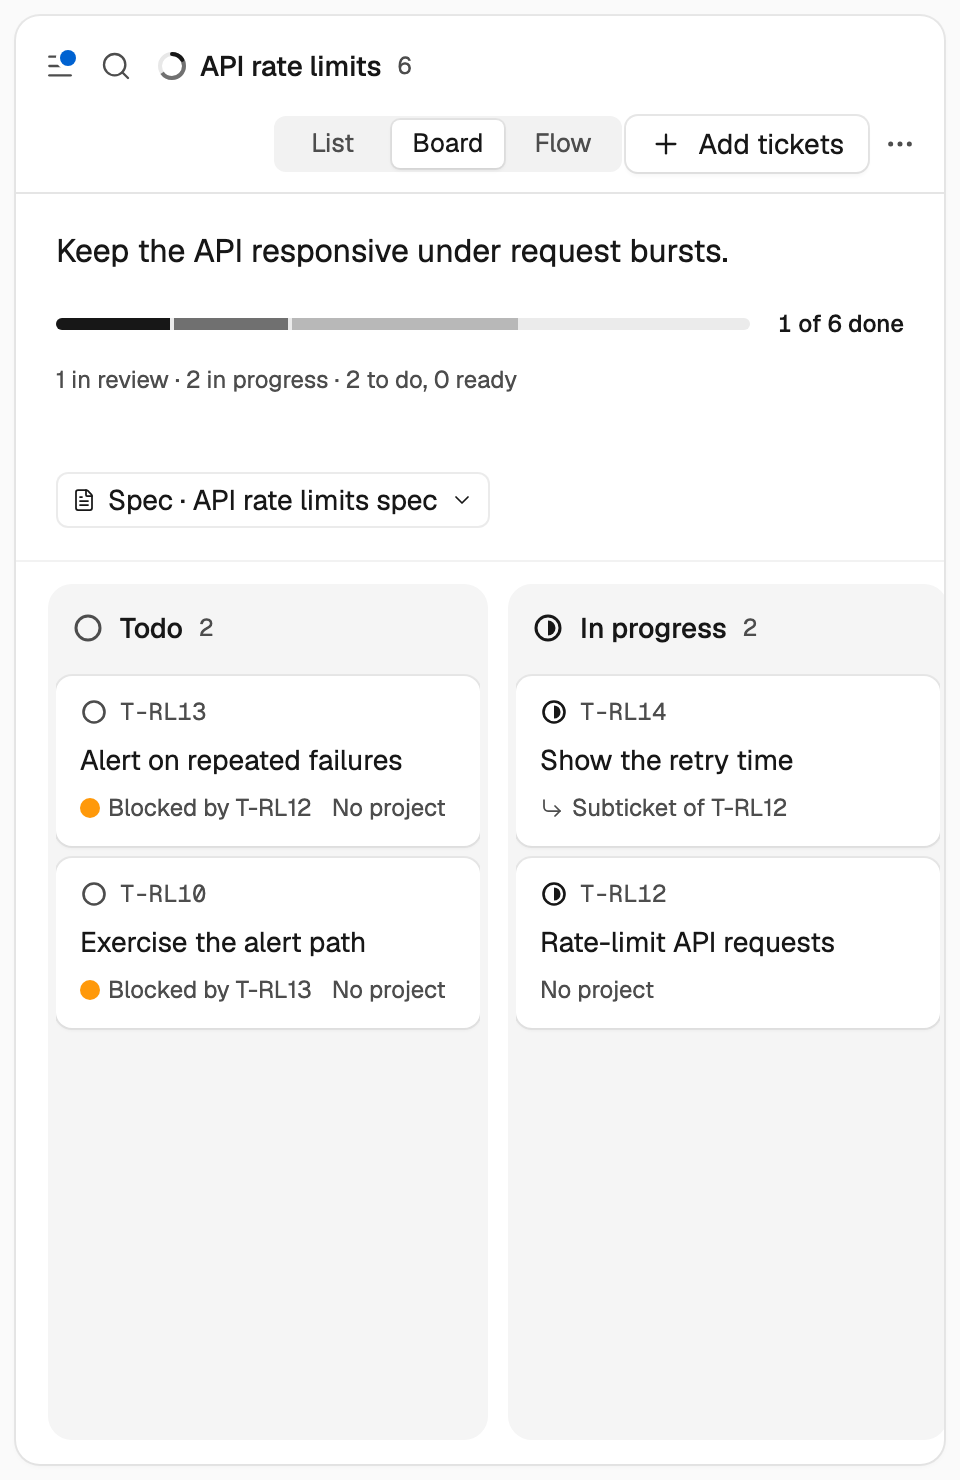 API rate limits 6
List Board Flow + Add tickets ...
Keep the API responsive under request bursts.
1 of 6 done
1 in review · 2 in progress · 2 to do, 0 ready
Spec · API rate limits spec
Todo 2
T-RL13
Alert on repeated failures
Blocked by T-RL12 No project
T-RL10
Exercise the alert path
Blocked by T-RL13 No project
In progress 2
T-RL14
Show the retry time
Subticket of T-RL12
T-RL12
Rate-limit API requests
No project